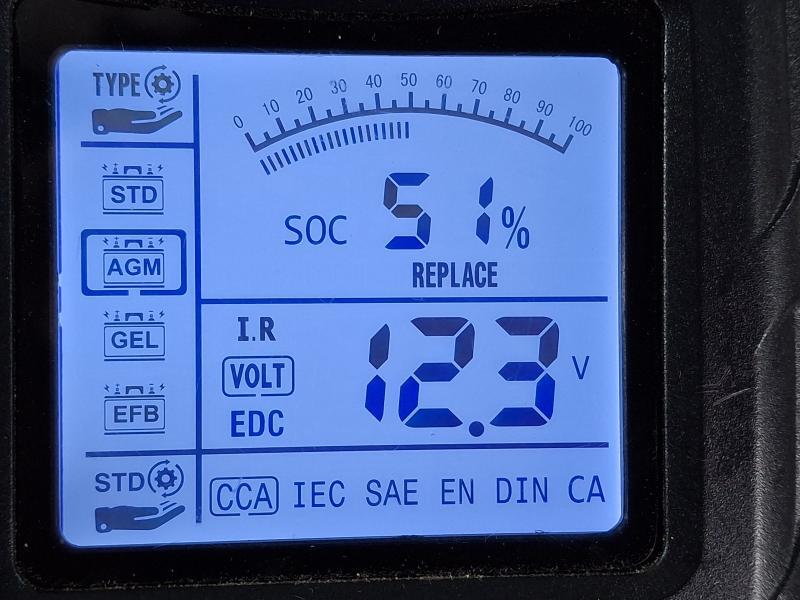 TYPE
0 10 20 30 40 50 60 70 80 90 100
STD
AGM
GEL
EFB
STD
SOC 51%
REPLACE
I.R
VOLT
EDC
12.3 V
CCA IEC SAE EN DIN CA